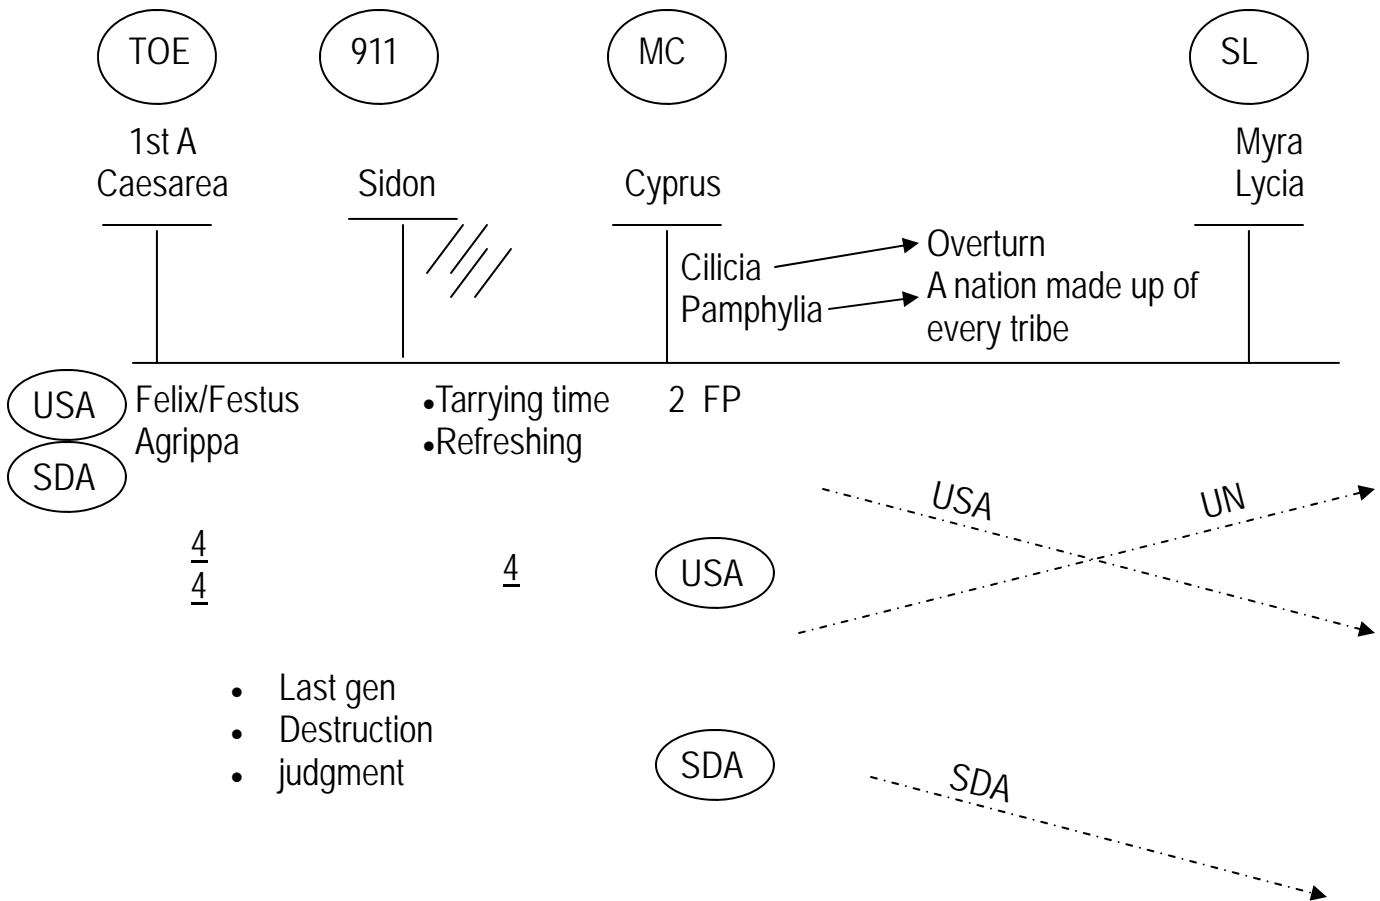 TOE
911
MC
SL
1st A
Caesarea
Sidon
Cyprus
Myra
Lycia
Cilicia
Pamphylia
Overturn
A nation made up of
every tribe
USA
SDA
Felix/Festus
Agrippa
•Tarrying time
•Refreshing
2 FP
4
4
4
USA
USA
UN
• Last gen
• Destruction
• judgment
SDA
SDA